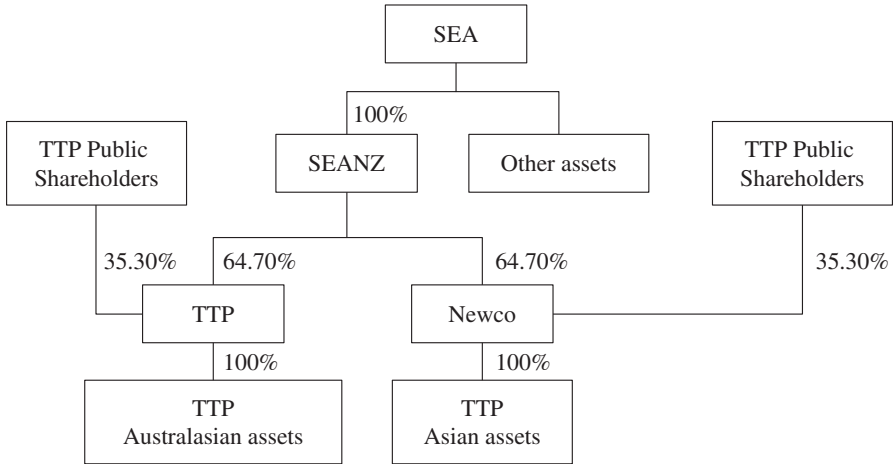 SEA
100%
TTP Public
Shareholders
SEANZ
Other assets
TTP Public
Shareholders
35.30%
64.70%
64.70%
35.30%
TTP
Newco
100%
100%
TTP
Australasian assets
TTP
Asian assets